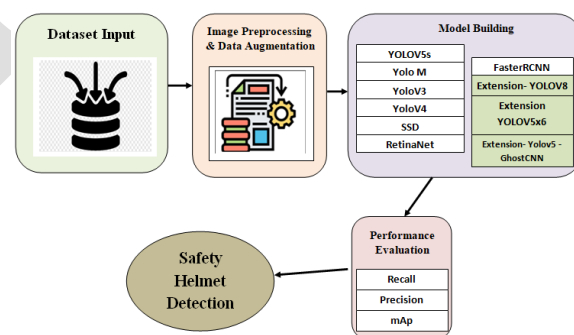 Dataset Input
Image Preprocessing
& Data Augmentation
Model Building
YOLOV5s
Yolo M
YoloV3
YoloV4
SSD
RetinaNet
FasterRCNN
Extension- YOLOV8
Extension
YOLOV5x6
Extension- Yolov5 -
GhostCNN
Performance
Evaluation
Recall
Precision
mAp
Safety
Helmet
Detection